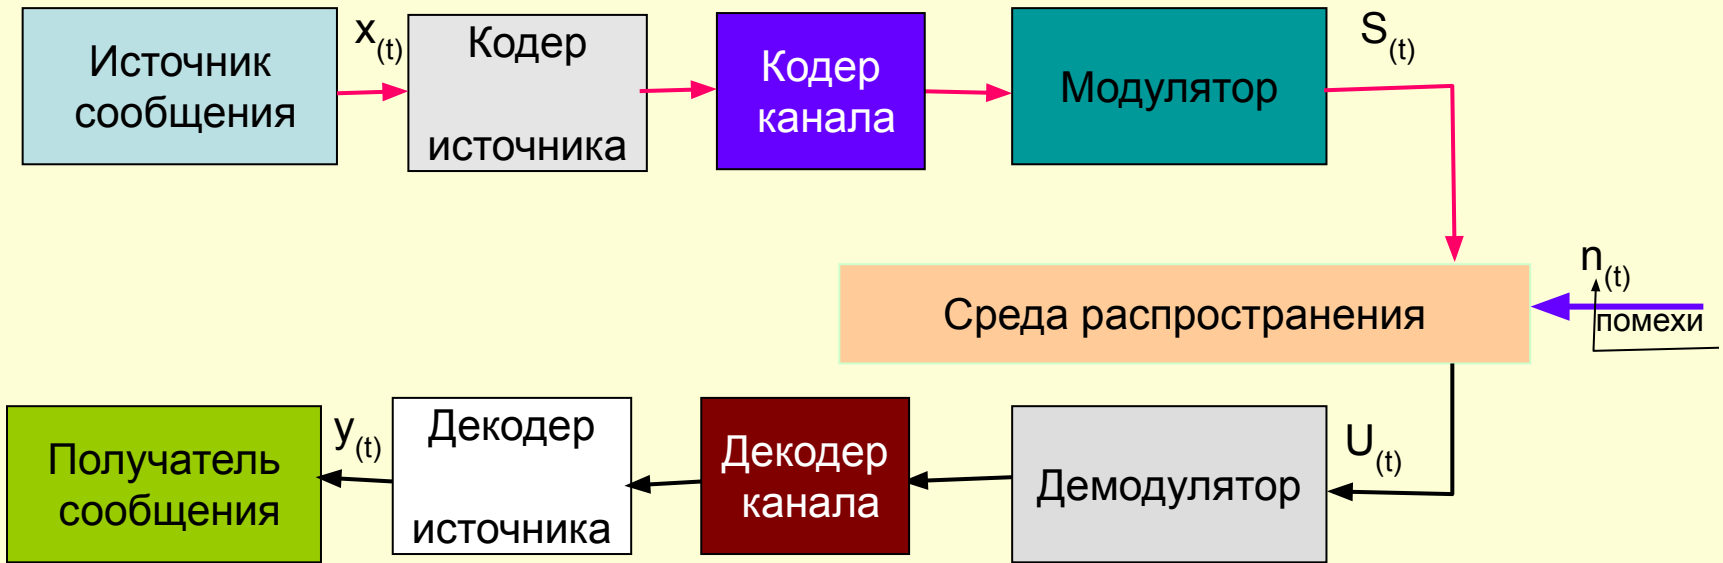 Источник
сообщения
x(t)
Кодер
источника
Кодер
канала
Модулятор
S(t)
n(t)
помехи
Среда распространения
Получатель
сообщения
y(t)
Декодер
источника
Декодер
канала
Демодулятор
U(t)